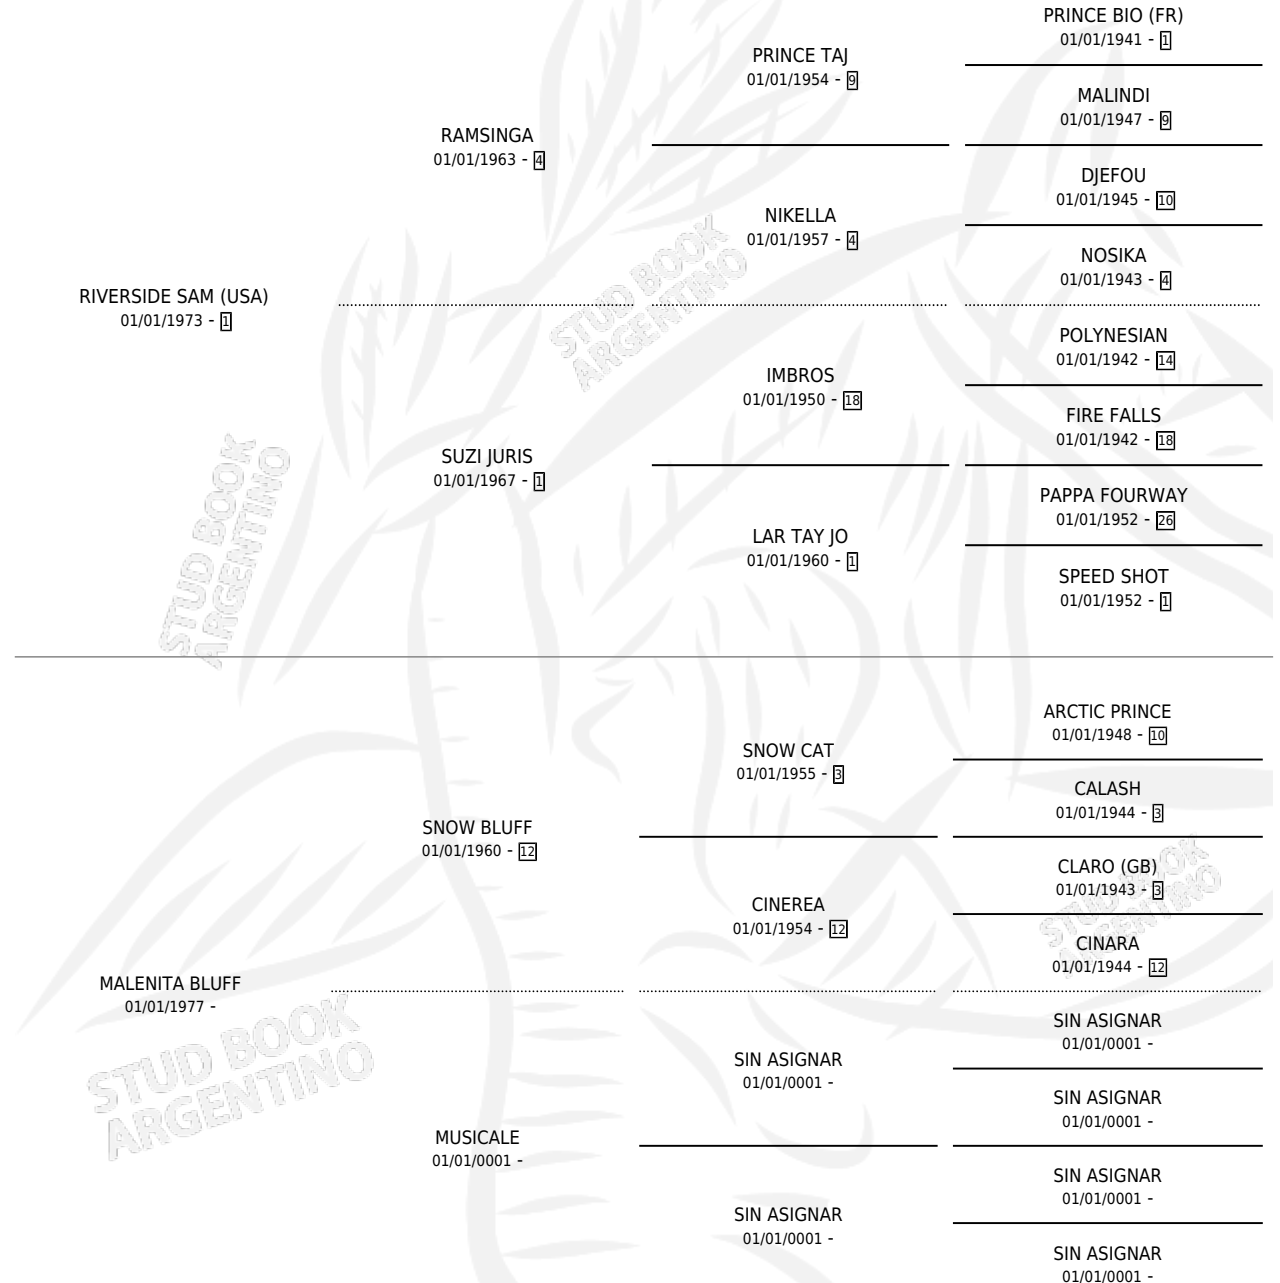 PRINCE BIO (FR)
01/01/1941 - 1
PRINCE TAJ
01/01/1954 - 9
MALINDI
01/01/1947 - 9
RAMSINGA
01/01/1963 - 4
DJEFOU
01/01/1945 - 10
NIKELLA
01/01/1957 - 4
NOSIKA
01/01/1943 - 4
RIVERSIDE SAM (USA)
01/01/1973 - 1
POLYNESIAN
01/01/1942 - 14
IMBROS
01/01/1950 - 18
FIRE FALLS
01/01/1942 - 18
SUZI JURIS
01/01/1967 - 1
PAPPA FOURWAY
01/01/1952 - 26
LAR TAY JO
01/01/1960 - 1
SPEED SHOT
01/01/1952 - 1
STUD BOOK
ARGENTINO
STUD BOOK
ARGENTINO
ARCTIC PRINCE
01/01/1948 - 10
SNOW CAT
01/01/1955 - 3
CALASH
01/01/1944 - 3
SNOW BLUFF
01/01/1960 - 12
CLARO (GB)
01/01/1943 - 3
CINEREA
01/01/1954 - 12
CINARA
01/01/1944 - 12
MALENITA BLUFF
01/01/1977 -
SIN ASIGNAR
01/01/0001 -
SIN ASIGNAR
01/01/0001 -
SIN ASIGNAR
01/01/0001 -
MUSICALE
01/01/0001 -
SIN ASIGNAR
01/01/0001 -
SIN ASIGNAR
01/01/0001 -
SIN ASIGNAR
01/01/0001 -
STUD BOOK
ARGENTINO
STUD BOOK
ARGENTINO